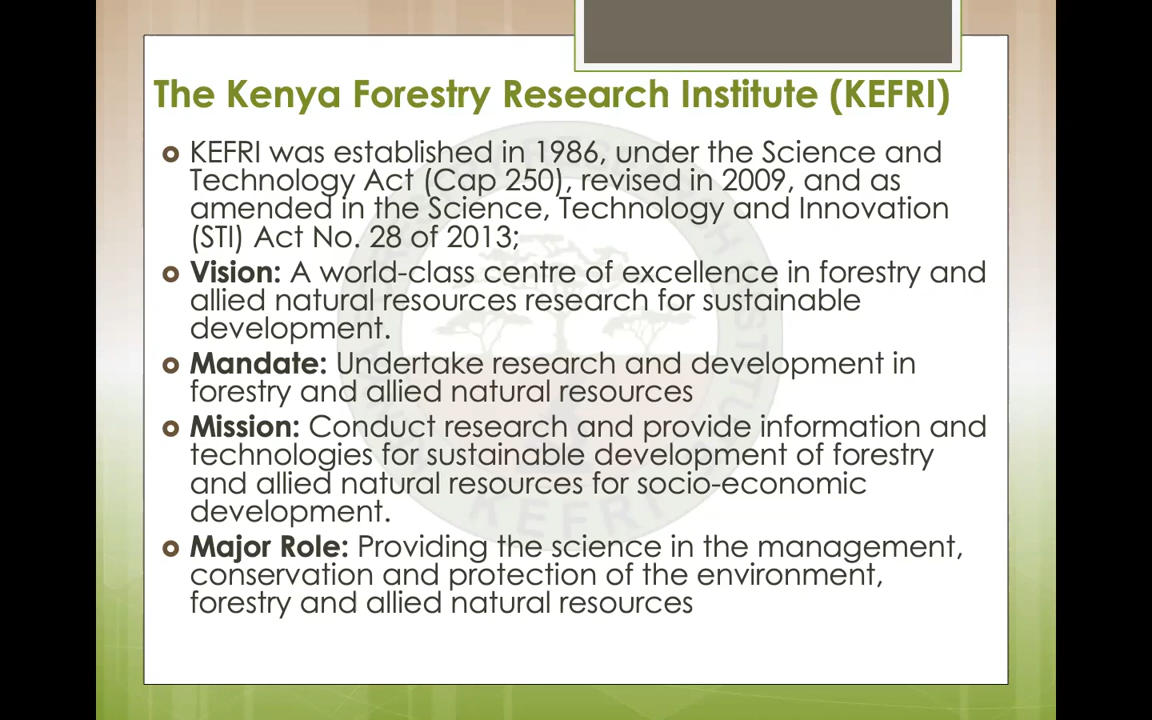 The Kenya Forestry Research Institute (KEFRI)
KEFRI was established in 1986, under the Science and
Technology Act (Cap 250), revised in 2009, and as
amended in the Science, Technology and Innovation
(STI) Act No. 28 of 2013;
Vision: A world-class centre of excellence in forestry and
allied natural resources research for sustainable
development.
Mandate: Undertake research and development in
forestry and allied natural resources
Mission: Conduct research and provide information and
technologies for sustainable development of forestry
and allied natural resources for socio-economic
development.
Major Role: Providing the science in the management,
conservation and protection of the environment,
forestry and allied natural resources
KEFRI